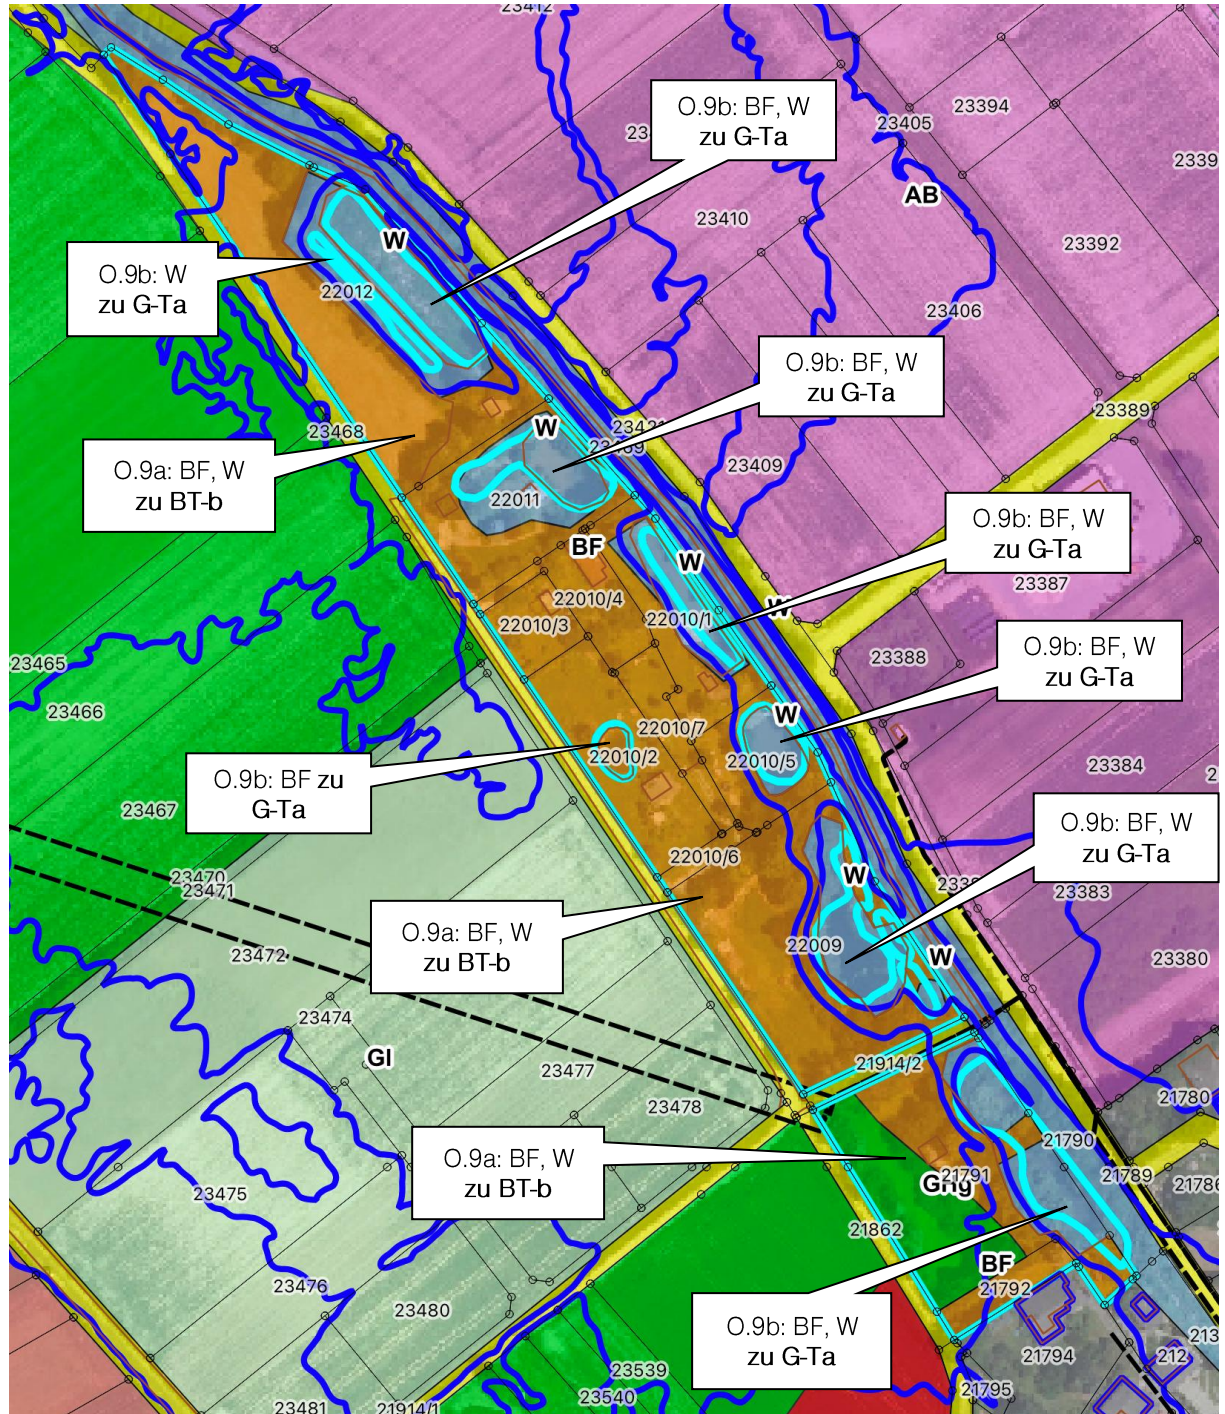 23412
O.9b: BF, W
zu G-Ta
23405
23394
AB
23410
23392
W
O.9b: W
zu G-Ta
22012
23406
O.9b: BF, W
zu G-Ta
23389
W
23468
23409
O.9a: BF, W
zu BT-b
22011
O.9b: BF, W
zu G-Ta
BF
W
23387
22010/4
22010/3
22010/1
W
23465
23388
O.9b: BF, W
zu G-Ta
23466
W
22010/7
22010/2
22010/5
23384
O.9b: BF zu
G-Ta
23467
O.9b: BF, W
zu G-Ta
22010/6
23470
23471
W
23383
O.9a: BF, W
zu BT-b
22009
23472
W
23380
23474
GI
23477
21914/2
23478
21780
21790
O.9a: BF, W
zu BT-b
21791
21789
GHg
23475
21862
BF
23476
21792
23480
O.9b: BF, W
zu G-Ta
21794
212
23539
23540
21795
23481
21914/1